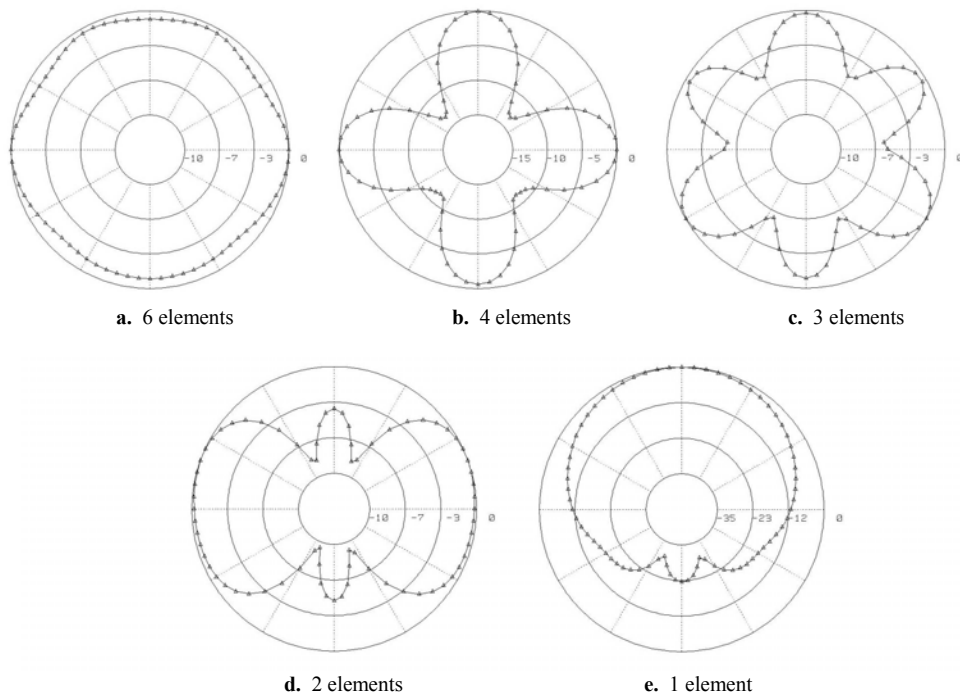 -10 -7 -3 0
-15 -10 -5 0
-10 -7 -3 0
a. 6 elements
b. 4 elements
c. 3 elements
-10 -7 -3 0
-35 -23 -12 0
d. 2 elements
e. 1 element